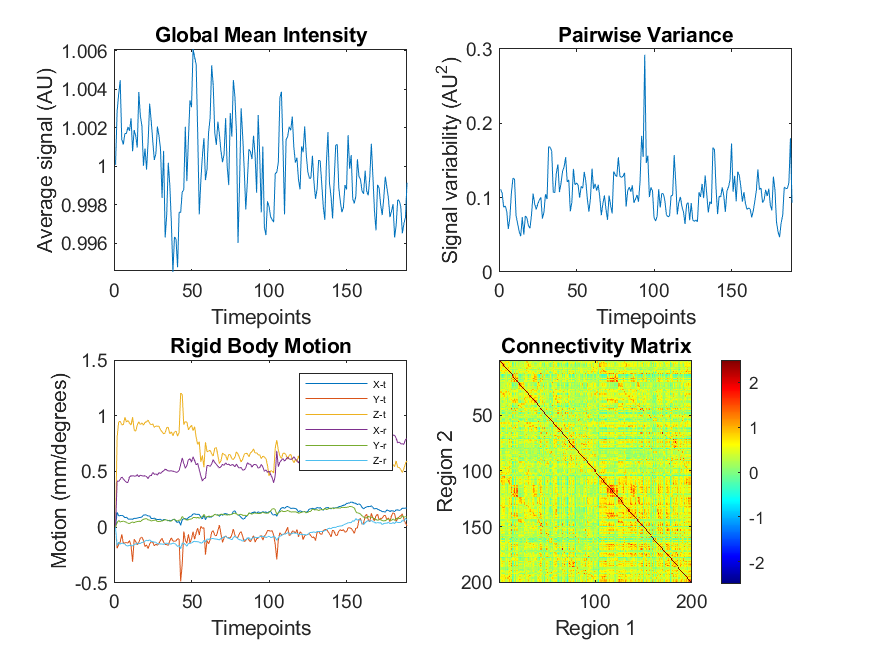 Global Mean Intensity
Average signal (AU)
1.006
1.004
1.002
1
0.998
0.996
0
50
100
150
Timepoints
Pairwise Variance
Signal variability (AU²)
0.3
0.2
0.1
0
0
50
100
150
Timepoints
Rigid Body Motion
Motion (mm/degrees)
1.5
1
0.5
0
-0.5
X-t
Y-t
Z-t
X-r
Y-r
Z-r
0
50
100
150
Timepoints
Connectivity Matrix
Region 2
50
100
150
200
100
200
Region 1
2
1
0
-1
-2